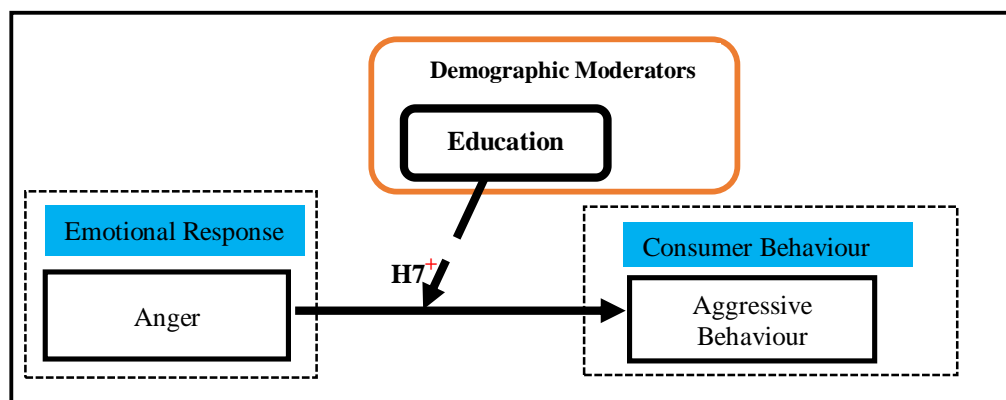 Demographic Moderators
Education
Emotional Response
Anger
H7+
Consumer Behaviour
Aggressive
Behaviour